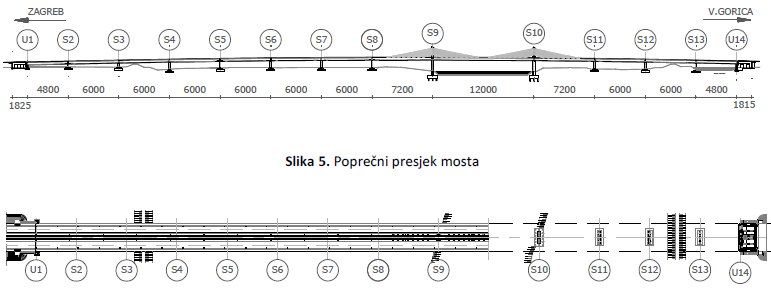 ZAGREB V.GORICA
U1 S2 S3 S4 S5 S6 S7 S8 S9 S10 S11 S12 S13 U14
4800 6000 6000 6000 6000 6000 6000 7200 12000 7200 6000 6000 4800
1825 1815
Slika 5. Poprečni presjek mosta
U1 S2 S3 S4 S5 S6 S7 S8 S9 S10 S11 S12 S13 U14